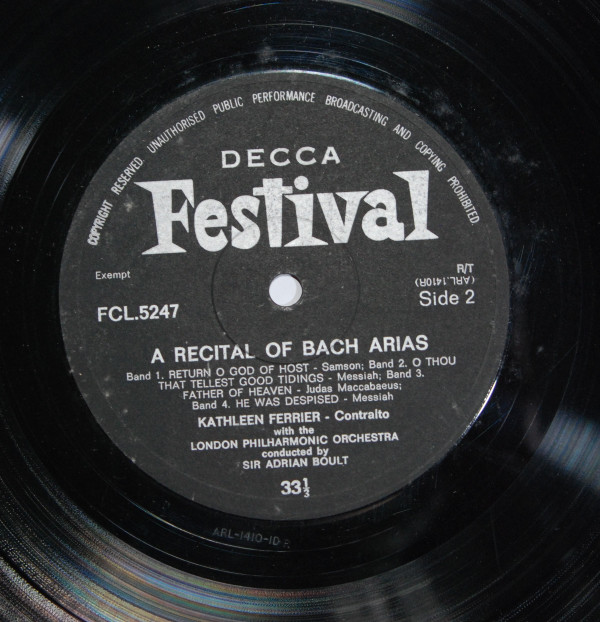 COPYRIGHT RESERVED. UNAUTHORISED PUBLIC PERFORMANCE BROADCASTING AND COPYING PROHIBITED.
DECCA
Festival
Exempt
R/T
(ARL.1410R)
FCL.5247
Side 2
A RECITAL OF BACH ARIAS
Band 1. RETURN O GOD OF HOST - Samson; Band 2. O THOU
THAT TELLEST GOOD TIDINGS - Messiah; Band 3.
FATHER OF HEAVEN - Judas Maccabaeus;
Band 4. HE WAS DESPISED - Messiah
KATHLEEN FERRIER - Contralto
with the
LONDON PHILHARMONIC ORCHESTRA
conducted by
SIR ADRIAN BOULT
33⅓
ARL-1410-1D